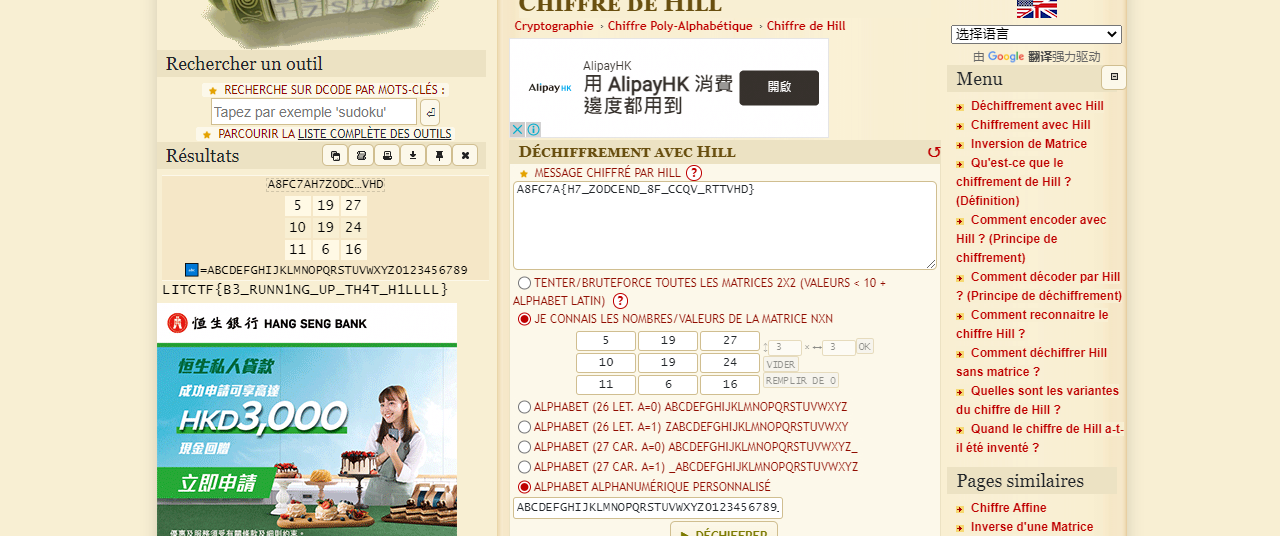 Rechercher un outil
★ RECHERCHE SUR DCODE PAR MOTS-CLÉS :
Tapez par exemple 'sudoku'
★ PARCOURIR LA LISTE COMPLÈTE DES OUTILS
Résultats
A8FC7AH7ZODC…VHD
5 19 27
10 19 24
11 6 16
=ABCDEFGHIJKLMNOPQRSTUVWXYZ0123456789
LITCTF{B3_RUNN1NG_UP_TH4T_H1LLLL}
恒生銀行 HANG SENG BANK
恒生私人貸款
成功申請可享高達
HKD3,000
現金回贈
立即申請
優惠及服務須受有關條款及細則約束。
CHIFFRE DE HILL
Cryptographie › Chiffre Poly-Alphabétique › Chiffre de Hill
AlipayHK
Alipay HK
用 AlipayHK 消費
邊度都用到
開啟
DÉCHIFFREMENT AVEC HILL
★ MESSAGE CHIFFRÉ PAR HILL ?
A8FC7A{H7_ZODCEND_8F_CCQV_RTTVHD}
TENTER/BRUTEFORCE TOUTES LES MATRICES 2X2 (VALEURS < 10 +
ALPHABET LATIN) ?
JE CONNAIS LES NOMBRES/VALEURS DE LA MATRICE NXN
5 19 27 ↕ 3 × ↔ 3 OK
10 19 24 VIDER
11 6 16 REMPLIR DE 0
ALPHABET (26 LET. A=0) ABCDEFGHIJKLMNOPQRSTUVWXYZ
ALPHABET (26 LET. A=1) ZABCDEFGHIJKLMNOPQRSTUVWXY
ALPHABET (27 CAR. A=0) ABCDEFGHIJKLMNOPQRSTUVWXYZ_
ALPHABET (27 CAR. A=1) _ABCDEFGHIJKLMNOPQRSTUVWXYZ
ALPHABET ALPHANUMÉRIQUE PERSONNALISÉ
ABCDEFGHIJKLMNOPQRSTUVWXYZ0123456789_
► DÉCHIFFRER
选择语言
由 Google 翻译强力驱动
Menu
Déchiffrement avec Hill
Chiffrement avec Hill
Inversion de Matrice
Qu'est-ce que le
chiffrement de Hill ?
(Définition)
Comment encoder avec
Hill ? (Principe de
chiffrement)
Comment décoder par Hill
? (Principe de déchiffrement)
Comment reconnaitre le
chiffre Hill ?
Comment déchiffrer Hill
sans matrice ?
Quelles sont les variantes
du chiffre de Hill ?
Quand le chiffre de Hill a-t-
il été inventé ?
Pages similaires
Chiffre Affine
Inverse d'une Matrice